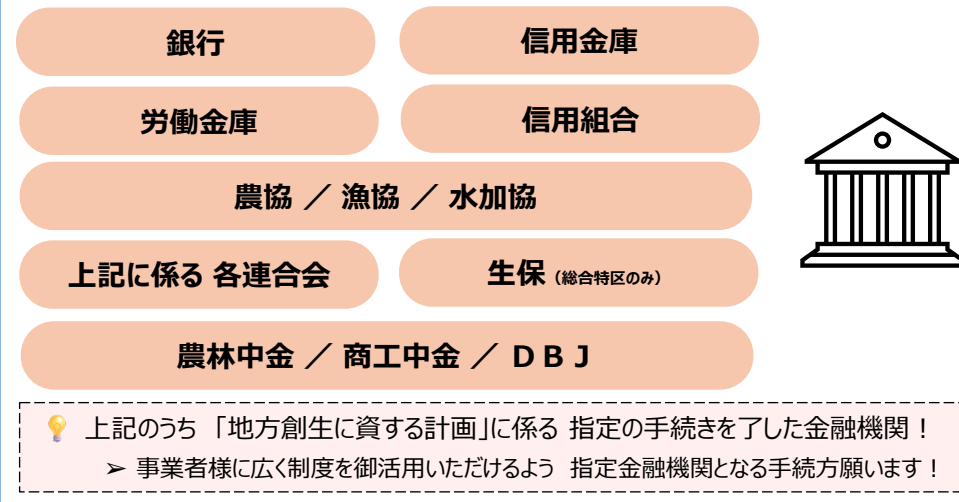 銀行
信用金庫
労働金庫
信用組合
農協 ／ 漁協 ／ 水加協
上記に係る 各連合会
生保（総合特区のみ）
農林中金 ／ 商工中金 ／ ＤＢＪ
上記のうち 「地方創生に資する計画」に係る 指定の手続きを了した金融機関！
➢ 事業者様に広く制度を御活用いただけるよう 指定金融機関となる手続方願います！